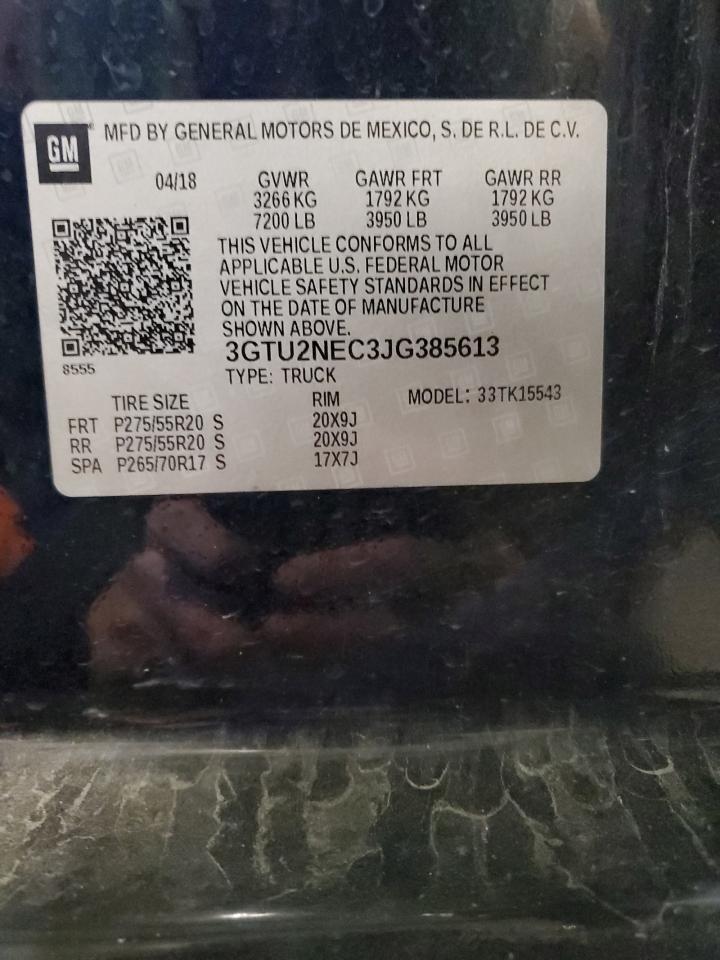 GM
MFD BY GENERAL MOTORS DE MEXICO, S. DE R.L. DE C.V.
04/18 GVWR GAWR FRT GAWR RR
3266 KG 1792 KG 1792 KG
7200 LB 3950 LB 3950 LB
THIS VEHICLE CONFORMS TO ALL
APPLICABLE U.S. FEDERAL MOTOR
VEHICLE SAFETY STANDARDS IN EFFECT
ON THE DATE OF MANUFACTURE
SHOWN ABOVE.
3GTU2NEC3JG385613
8555
TYPE: TRUCK
TIRE SIZE RIM MODEL: 33TK15543
FRT P275/55R20 S 20X9J
RR P275/55R20 S 20X9J
SPA P265/70R17 S 17X7J